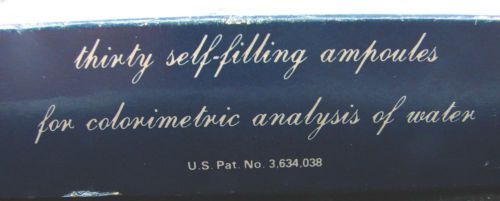 thirty self-filling ampoules
for colorimetric analysis of water
U.S. Pat. No. 3,634,038